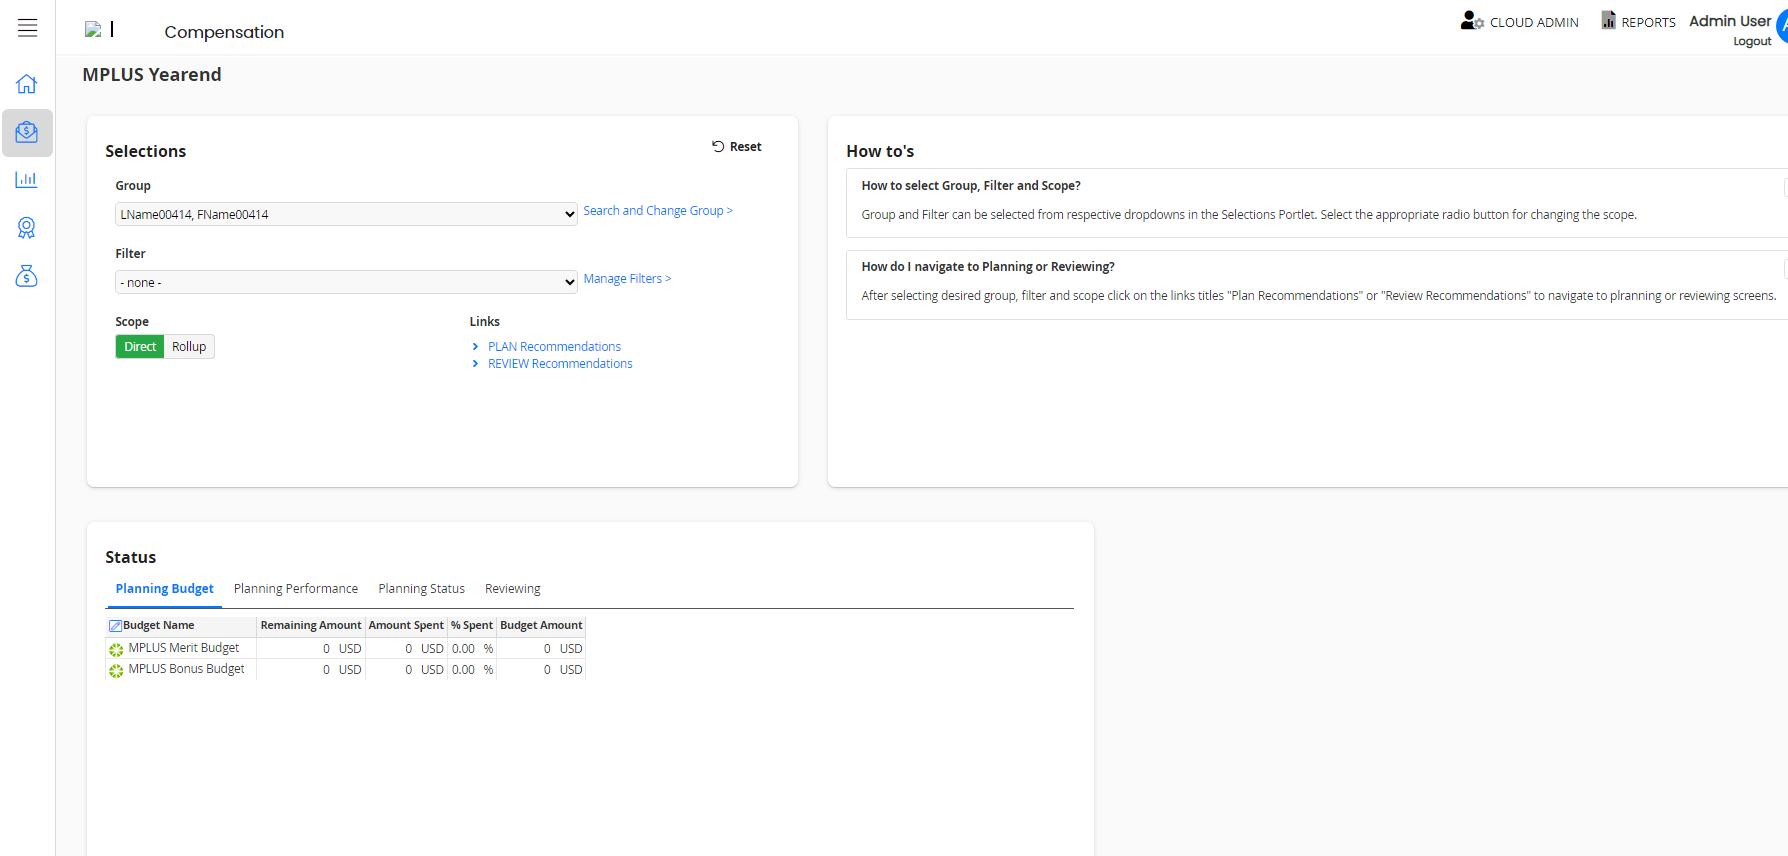 Compensation
CLOUD ADMIN
REPORTS
Admin User
Logout
MPLUS Yearend
Selections
Reset
Group
LName00414, FName00414
Search and Change Group >
Filter
- none -
Manage Filters >
Scope
Direct Rollup
Links
PLAN Recommendations
REVIEW Recommendations
How to's
How to select Group, Filter and Scope?
Group and Filter can be selected from respective dropdowns in the Selections Portlet. Select the appropriate radio button for changing the scope.
How do I navigate to Planning or Reviewing?
After selecting desired group, filter and scope click on the links titles "Plan Recommendations" or "Review Recommendations" to navigate to plranning or reviewing screens.
Status
Planning Budget Planning Performance Planning Status Reviewing
Budget Name Remaining Amount Amount Spent % Spent Budget Amount
MPLUS Merit Budget 0 USD 0 USD 0.00 % 0 USD
MPLUS Bonus Budget 0 USD 0 USD 0.00 % 0 USD